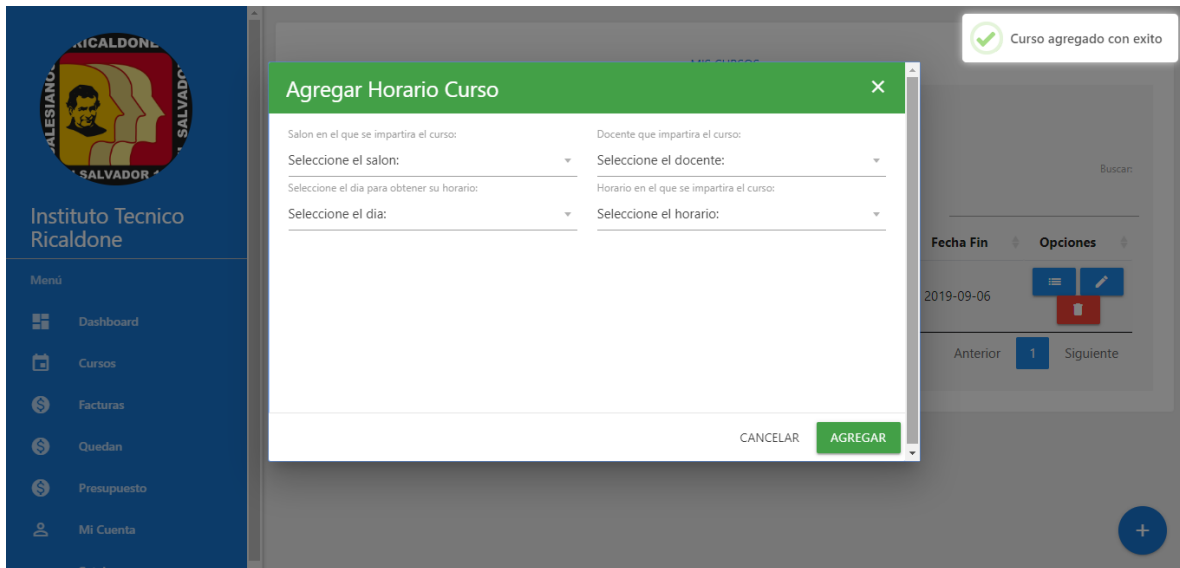 RICALDONE
SALESIANO
SALVADOR
SALVADOR
Instituto Tecnico
Ricaldone
Menú
Dashboard
Cursos
Facturas
Quedan
Presupuesto
Mi Cuenta
MIS CURSOS
Curso agregado con exito
Agregar Horario Curso
Salon en el que se impartira el curso:
Docente que impartira el curso:
Seleccione el salon:
Seleccione el docente:
Seleccione el dia para obtener su horario:
Horario en el que se impartira el curso:
Seleccione el dia:
Seleccione el horario:
CANCELAR
AGREGAR
Buscar:
Fecha Fin
Opciones
2019-09-06
Anterior
1
Siguiente
+